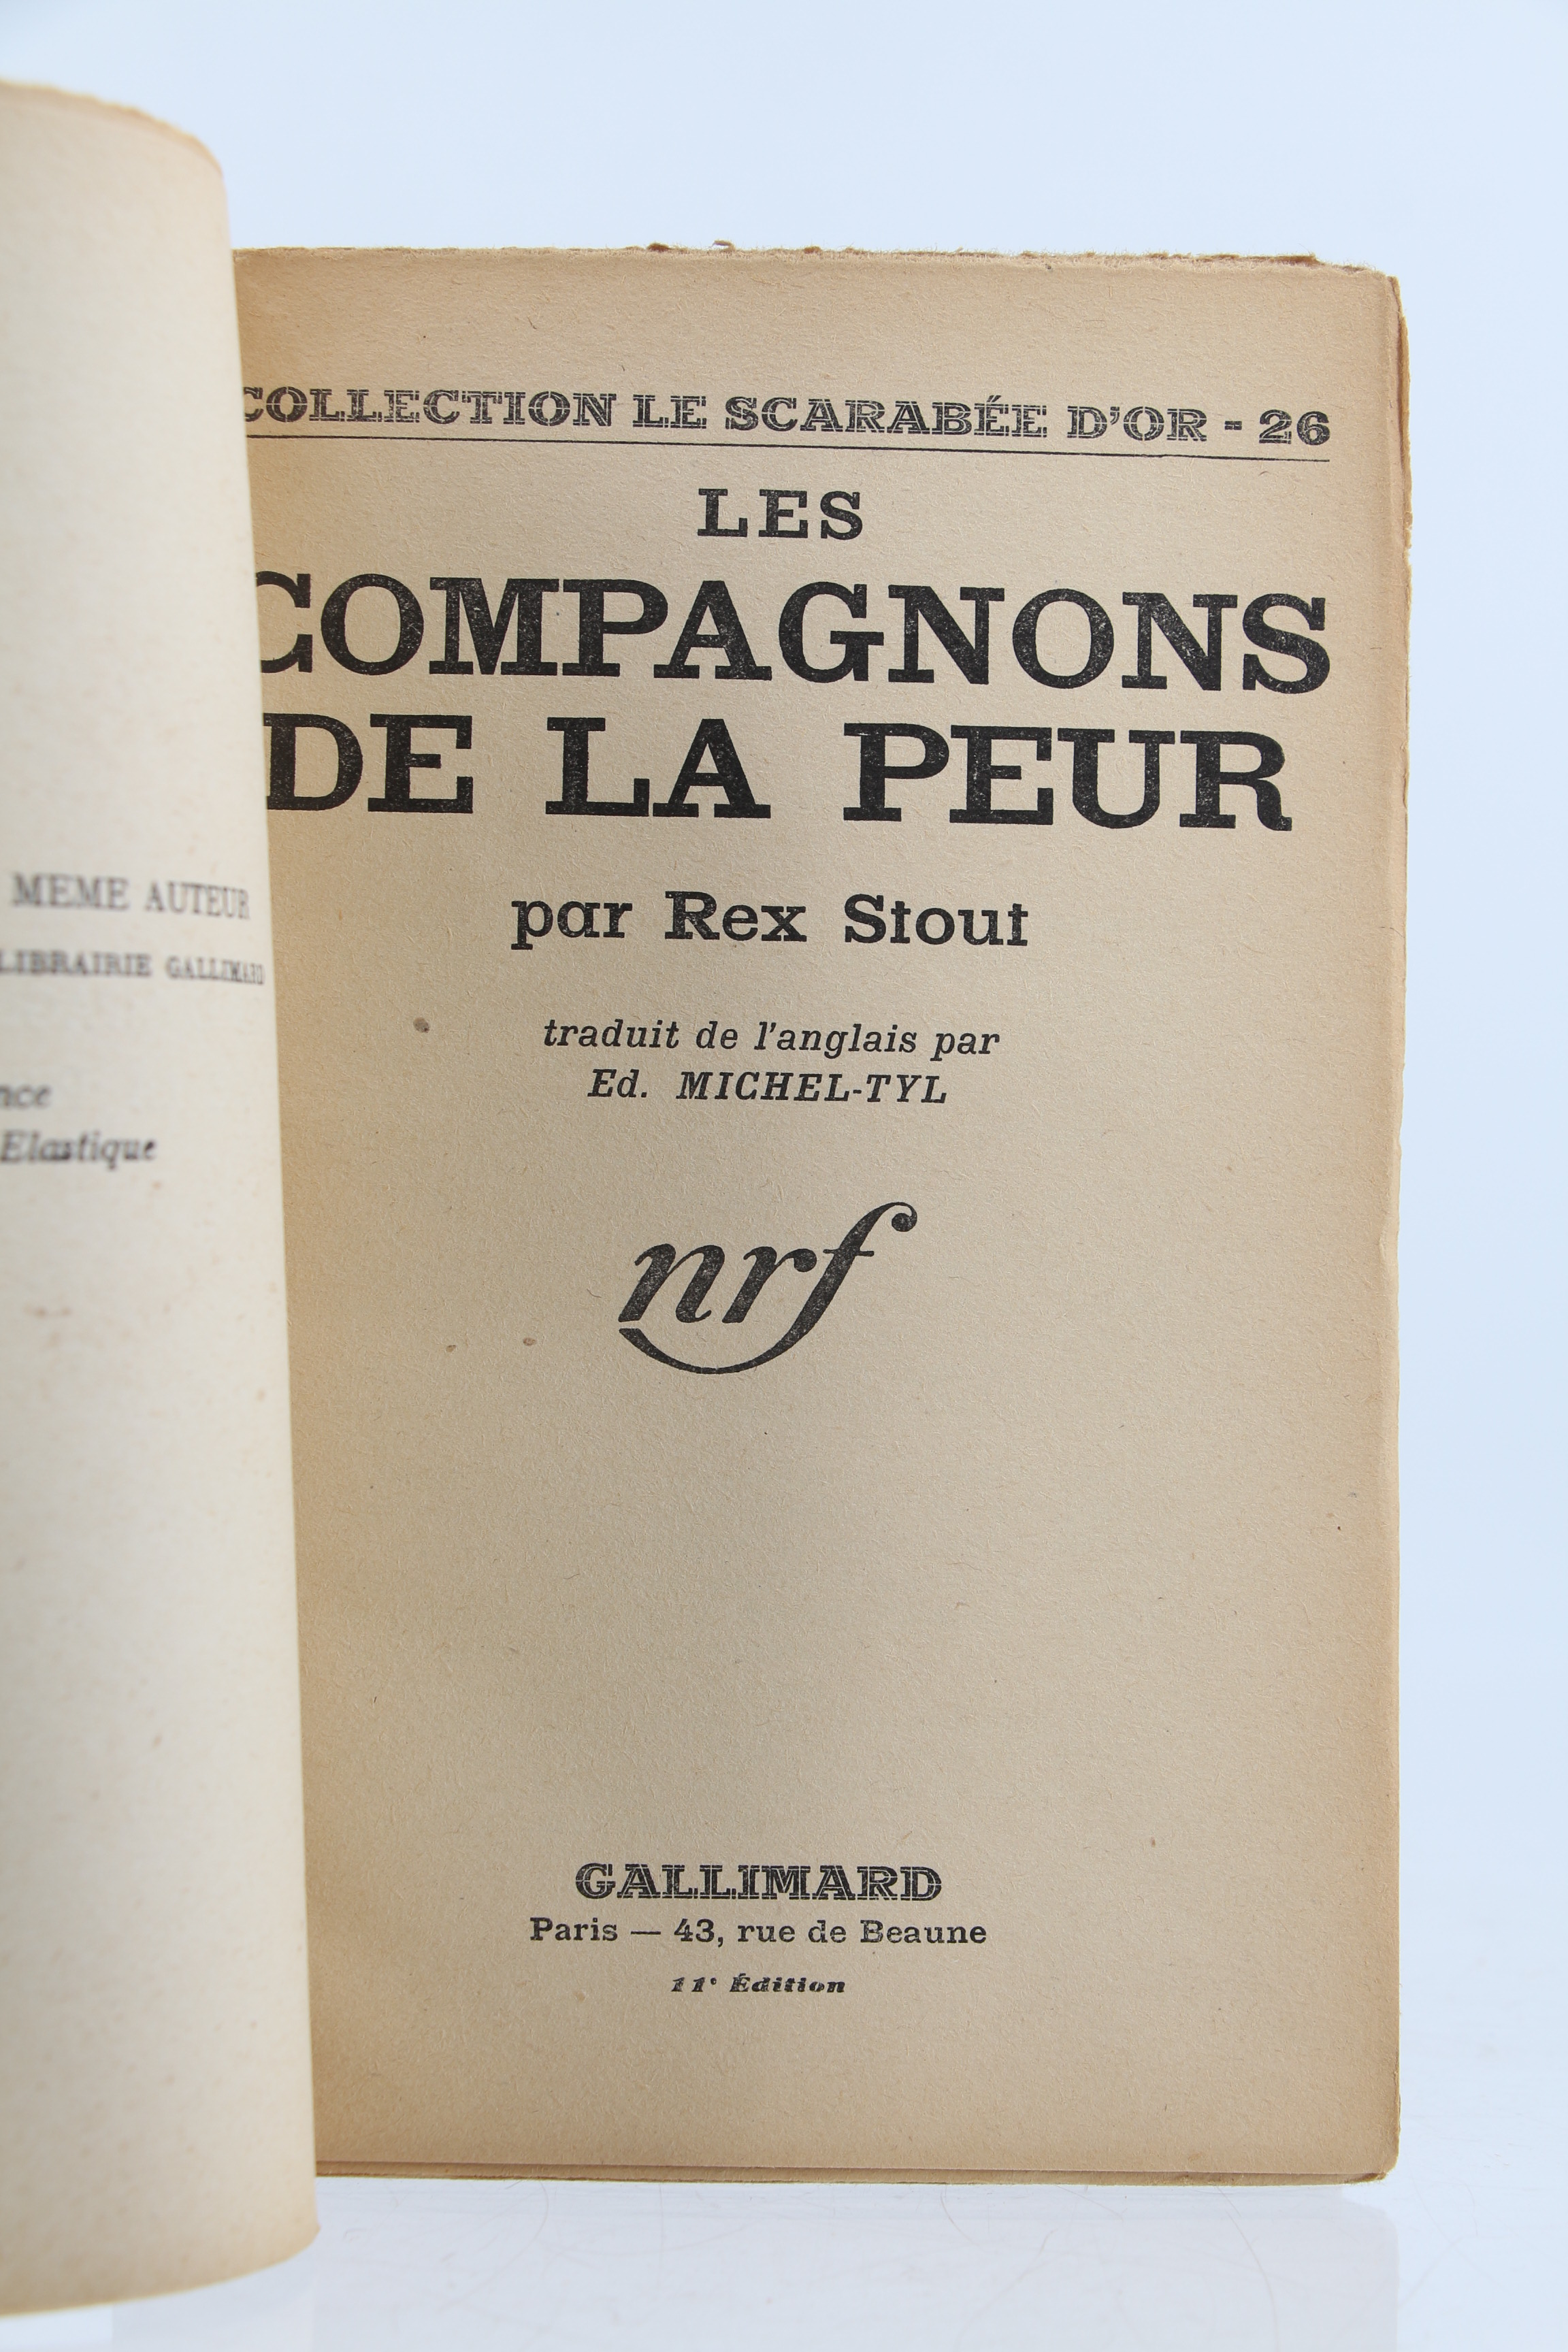 MEME AUTEUR
LIBRAIRIE GALLIMARD
Elastique
COLLECTION LE SCARABÉE D'OR - 26
LES
COMPAGNONS
DE LA PEUR
par Rex Stout
traduit de l'anglais par
Ed. MICHEL-TYL
nrf
GALLIMARD
Paris — 43, rue de Beaune
11e Édition